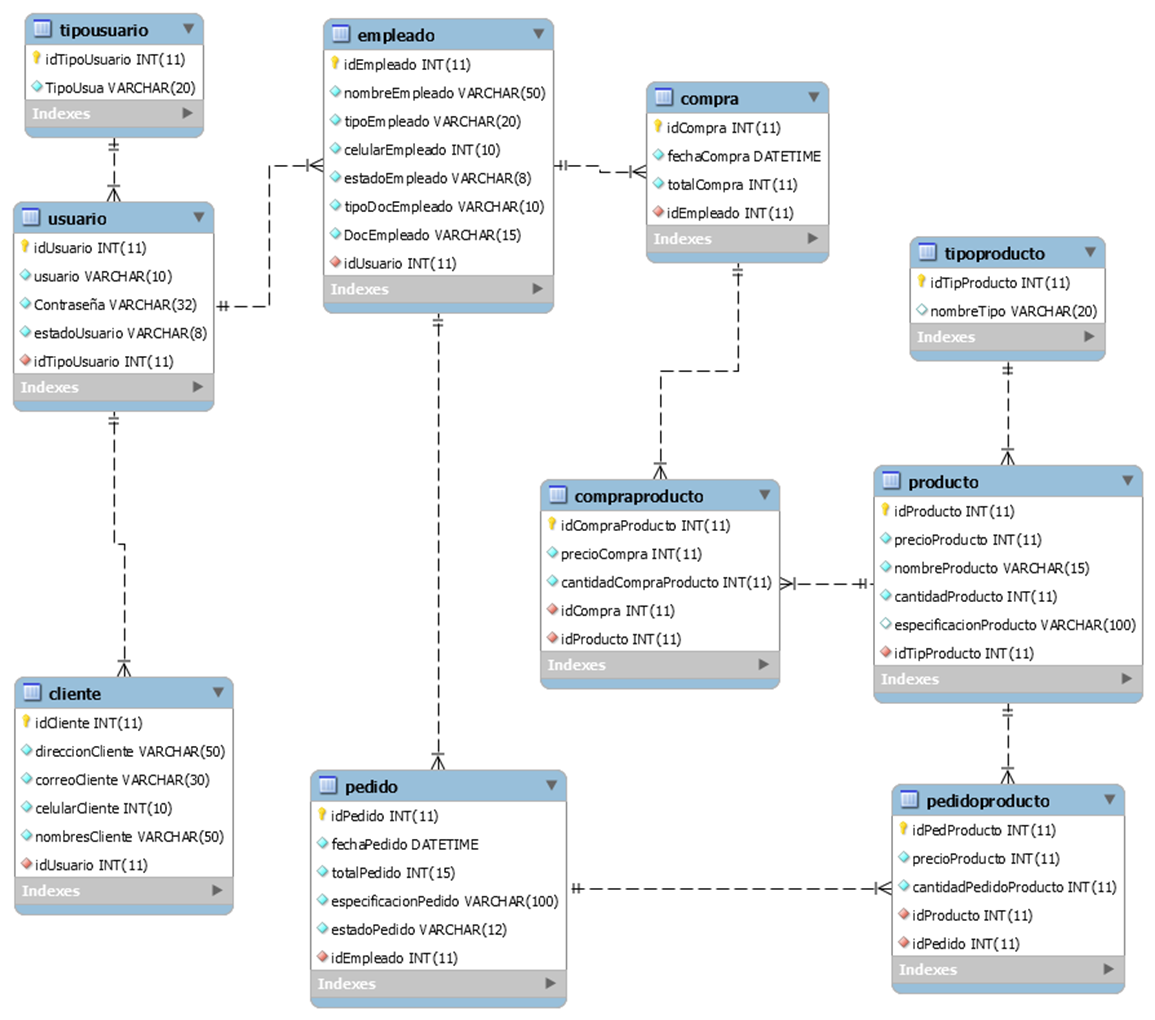 tipousuario
idTipoUsuario INT(11)
TipoUsua VARCHAR(20)
Indexes
usuario
idUsuario INT(11)
usuario VARCHAR(10)
Contraseña VARCHAR(32)
estadoUsuario VARCHAR(8)
idTipoUsuario INT(11)
Indexes
cliente
idCliente INT(11)
direccionCliente VARCHAR(50)
correoCliente VARCHAR(30)
celularCliente INT(10)
nombresCliente VARCHAR(50)
idUsuario INT(11)
Indexes
empleado
idEmpleado INT(11)
nombreEmpleado VARCHAR(50)
tipoEmpleado VARCHAR(20)
celularEmpleado INT(10)
estadoEmpleado VARCHAR(8)
tipoDocEmpleado VARCHAR(10)
DocEmpleado VARCHAR(15)
idUsuario INT(11)
Indexes
pedido
idPedido INT(11)
fechaPedido DATETIME
totalPedido INT(15)
especificacionPedido VARCHAR(100)
estadoPedido VARCHAR(12)
idEmpleado INT(11)
Indexes
compra
idCompra INT(11)
fechaCompra DATETIME
totalCompra INT(11)
idEmpleado INT(11)
Indexes
compraproducto
idCompraProducto INT(11)
precioCompra INT(11)
cantidadCompraProducto INT(11)
idCompra INT(11)
idProducto INT(11)
Indexes
tipoproducto
idTipProducto INT(11)
nombreTipo VARCHAR(20)
Indexes
producto
idProducto INT(11)
precioProducto INT(11)
nombreProducto VARCHAR(15)
cantidadProducto INT(11)
especificacionProducto VARCHAR(100)
idTipProducto INT(11)
Indexes
pedidoproducto
idPedProducto INT(11)
precioProducto INT(11)
cantidadPedidoProducto INT(11)
idProducto INT(11)
idPedido INT(11)
Indexes